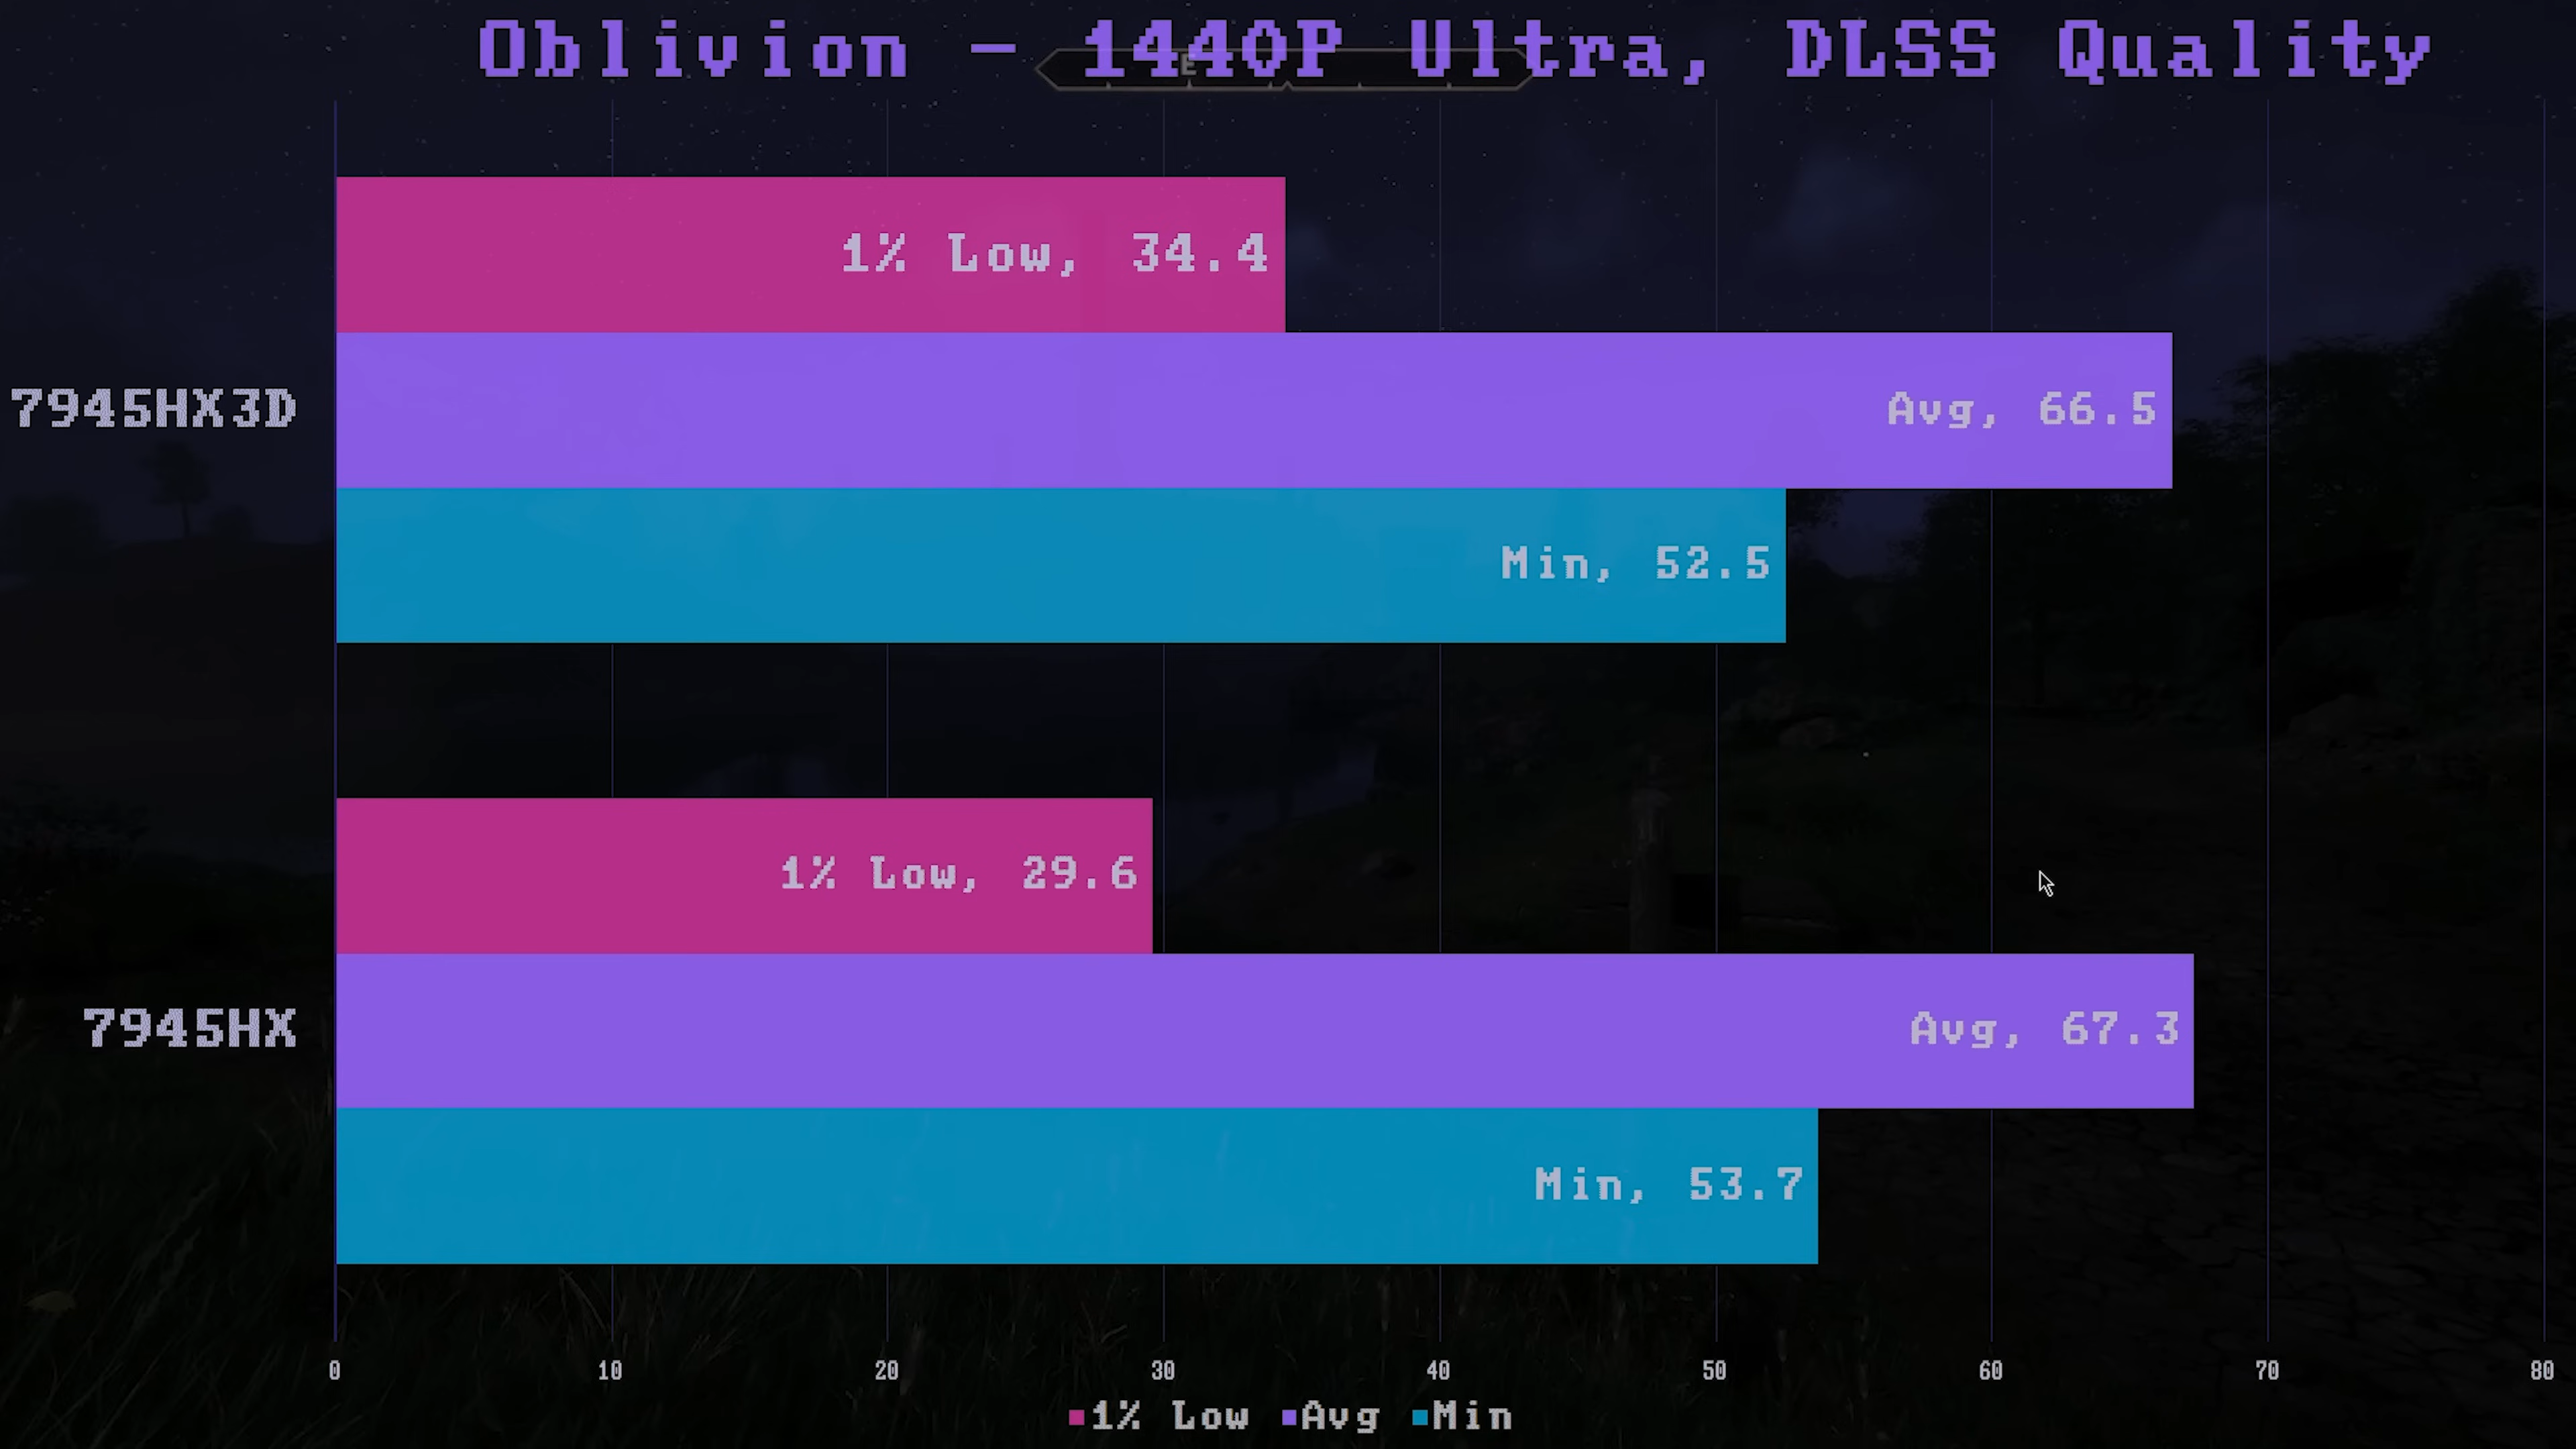 Oblivion - 1440P Ultra, DLSS Quality
E
1% Low, 34.4
7945HX3D
Avg, 66.5
Min, 52.5
1% Low, 29.6
7945HX
Avg, 67.3
Min, 53.7
0 10 20 30 40 50 60 70 80
1% Low Avg Min